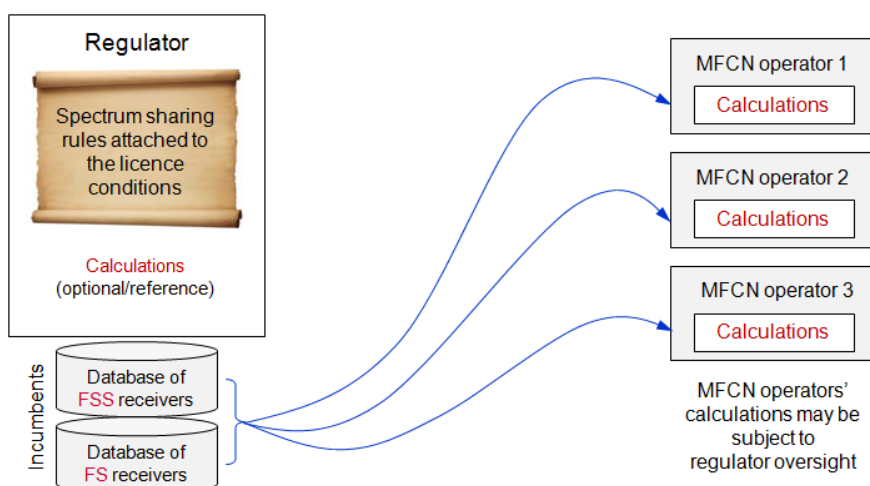 Regulator
Spectrum sharing
rules attached to
the licence
conditions
Calculations
(optional/reference)
Incumbents
Database of
FSS receivers
Database of
FS receivers
MFCN operator 1
Calculations
MFCN operator 2
Calculations
MFCN operator 3
Calculations
MFCN operators'
calculations may be
subject to
regulator oversight